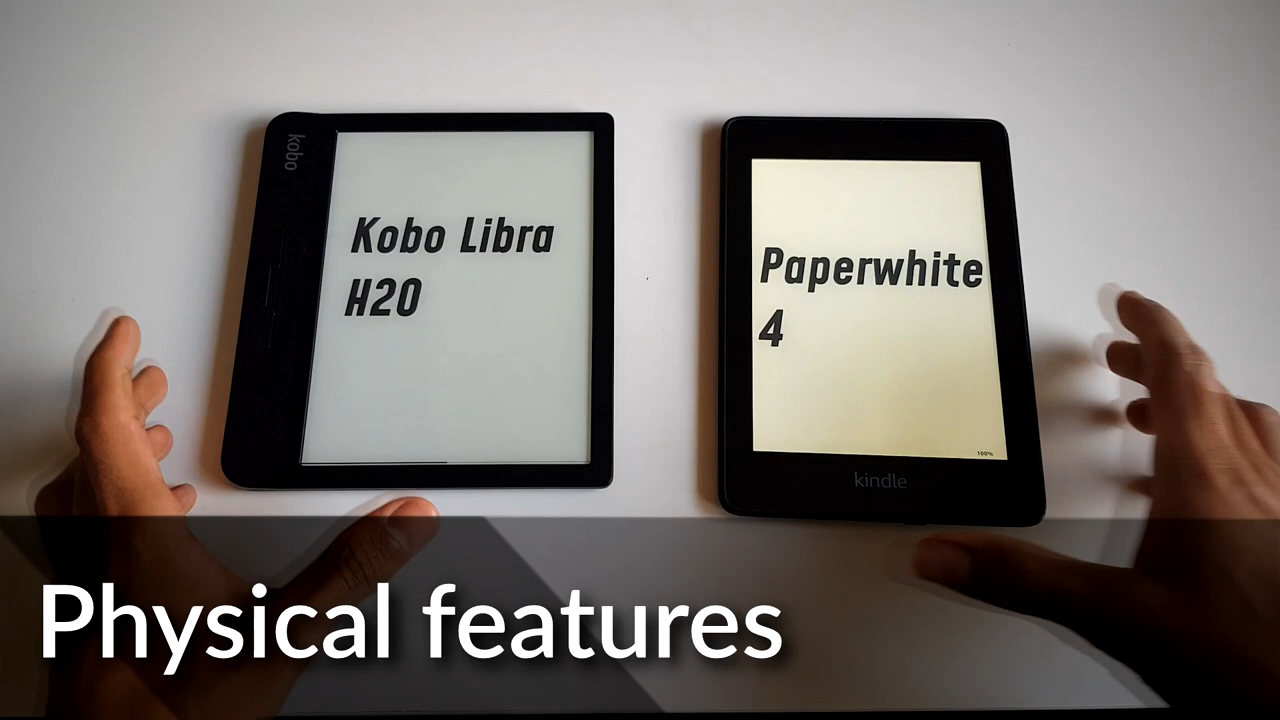 kobo
Kobo Libra
H2O
Paperwhite
4
100%
kindle
Physical features